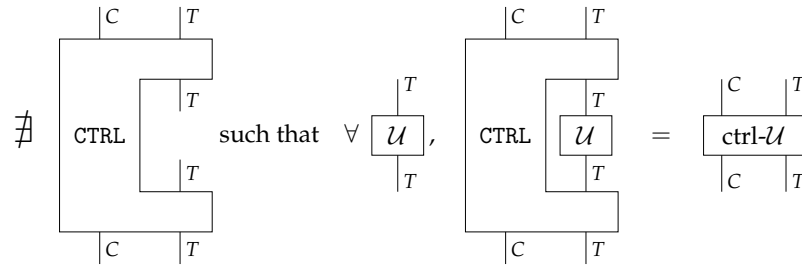 C T C T
T T C T
∄ CTRL such that ∀ 𝒰, CTRL 𝒰 = ctrl-𝒰
T T T C T
C T C T